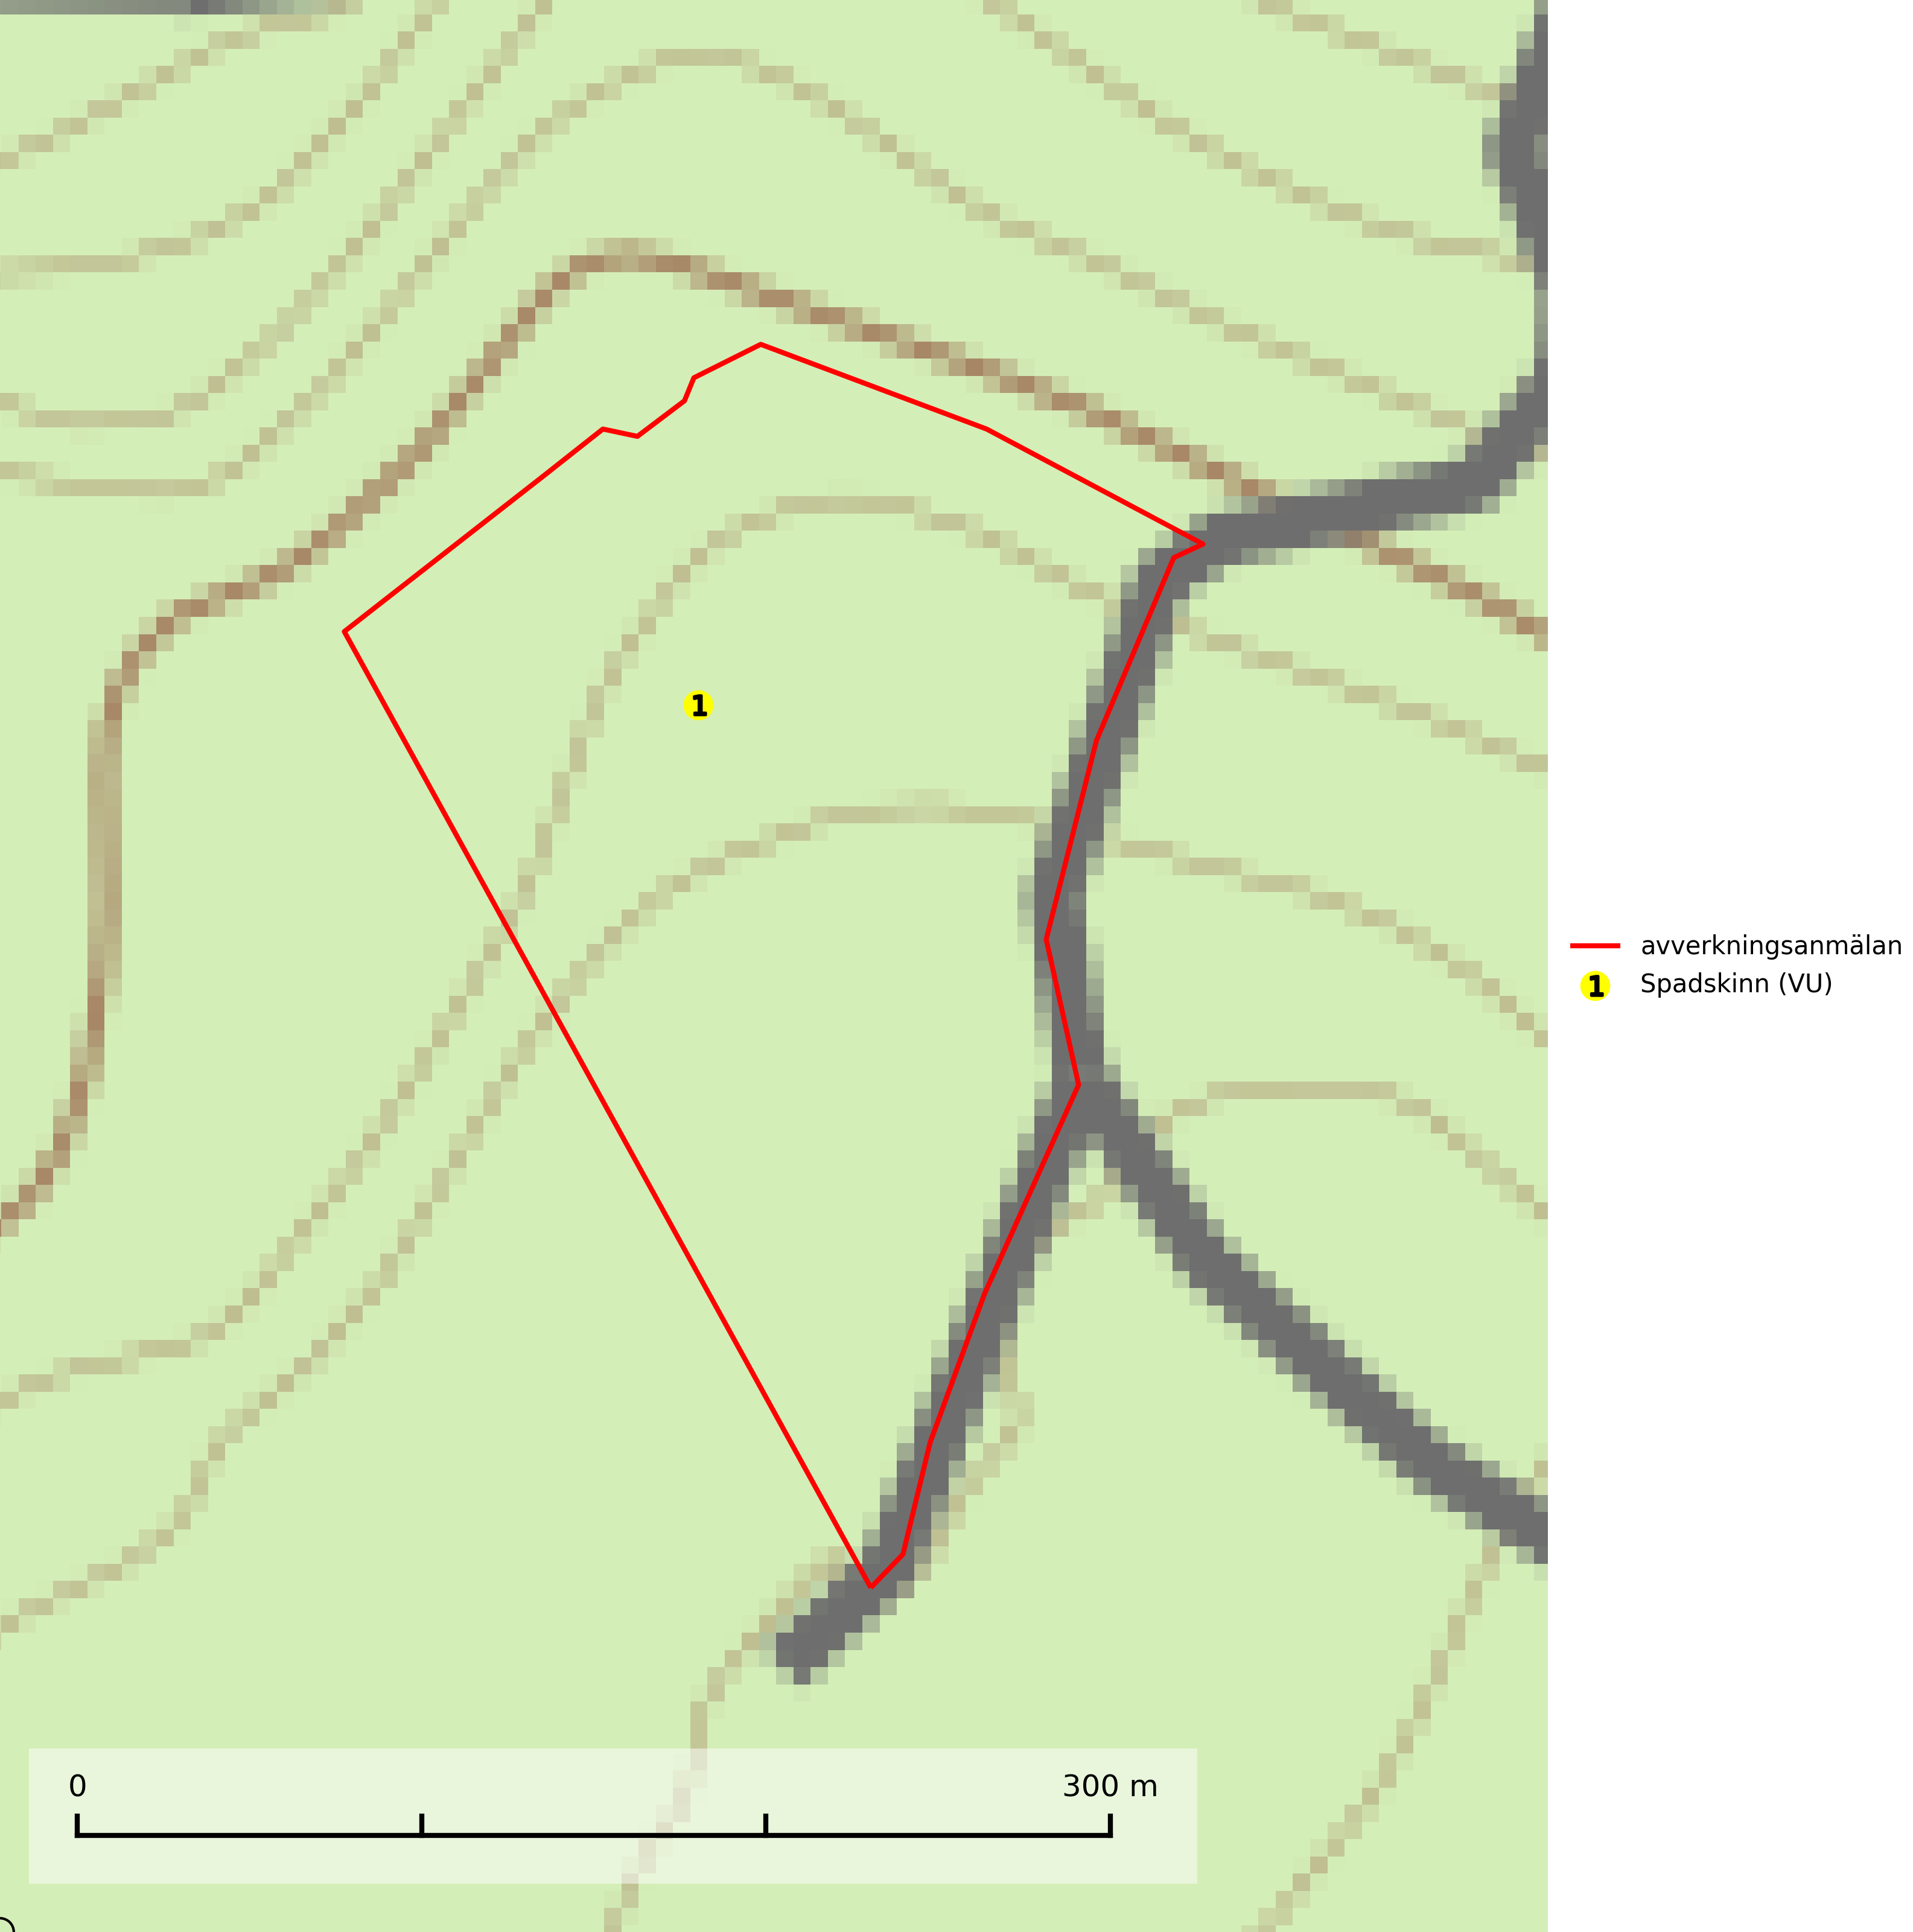 1
avverkningsanmälan
1 Spadskinn (VU)
0 300 m